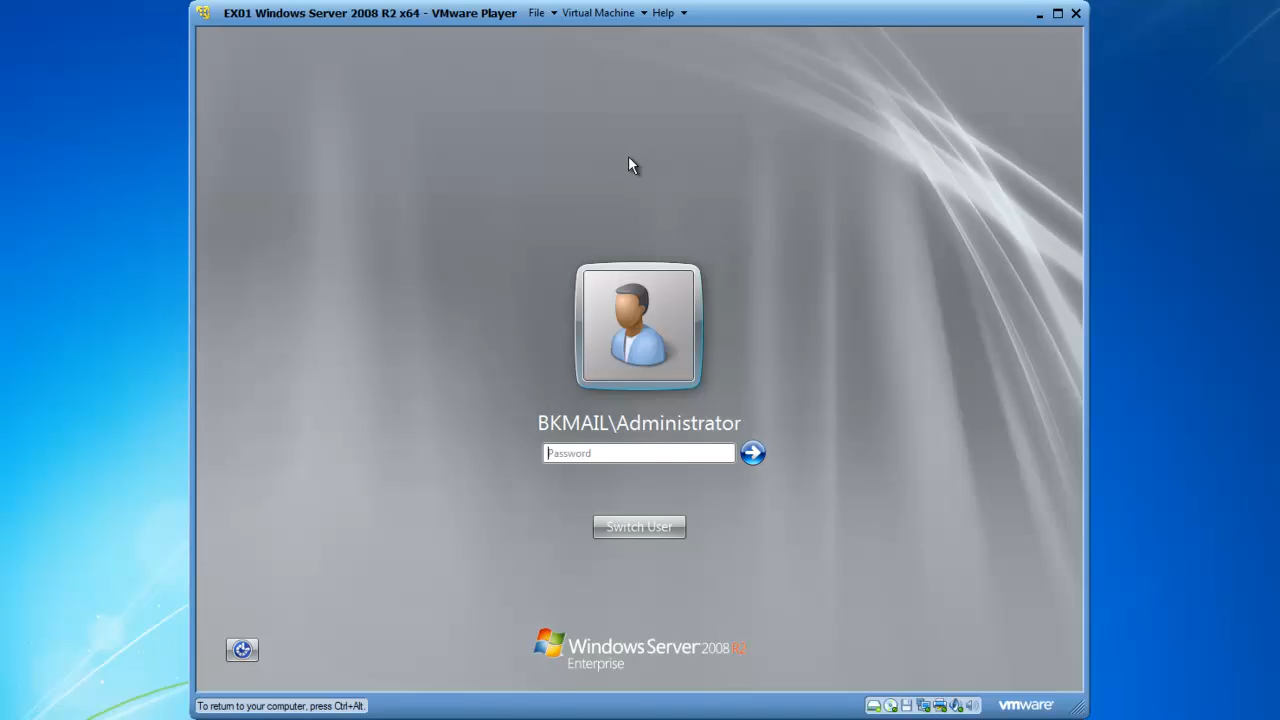 EX01 Windows Server 2008 R2 x64 - VMware Player File Virtual Machine Help
BKMAIL\Administrator
Password
Switch User
Windows Server 2008 R2
Enterprise
To return to your computer, press Ctrl+Alt.
vmware